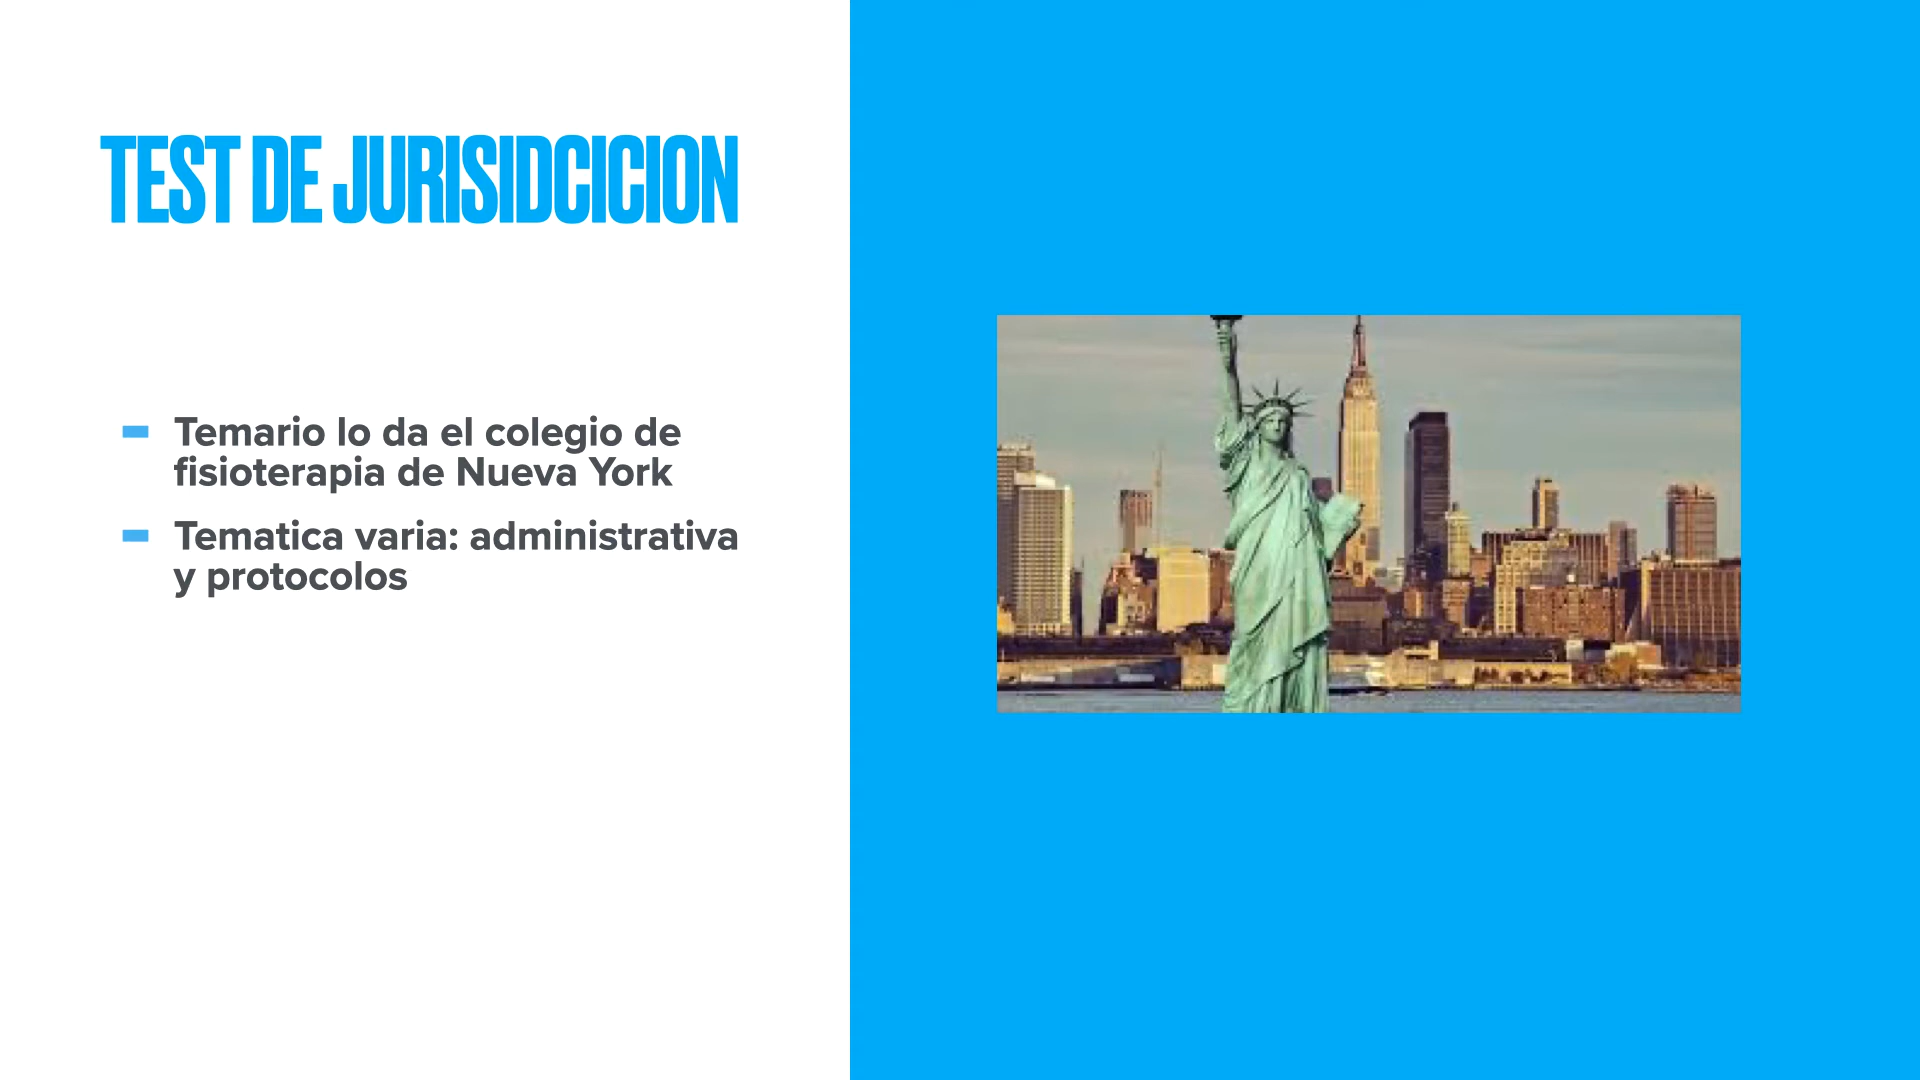 TEST DE JURISIDCICION
Temario lo da el colegio de
fisioterapia de Nueva York
Tematica varia: administrativa
y protocolos